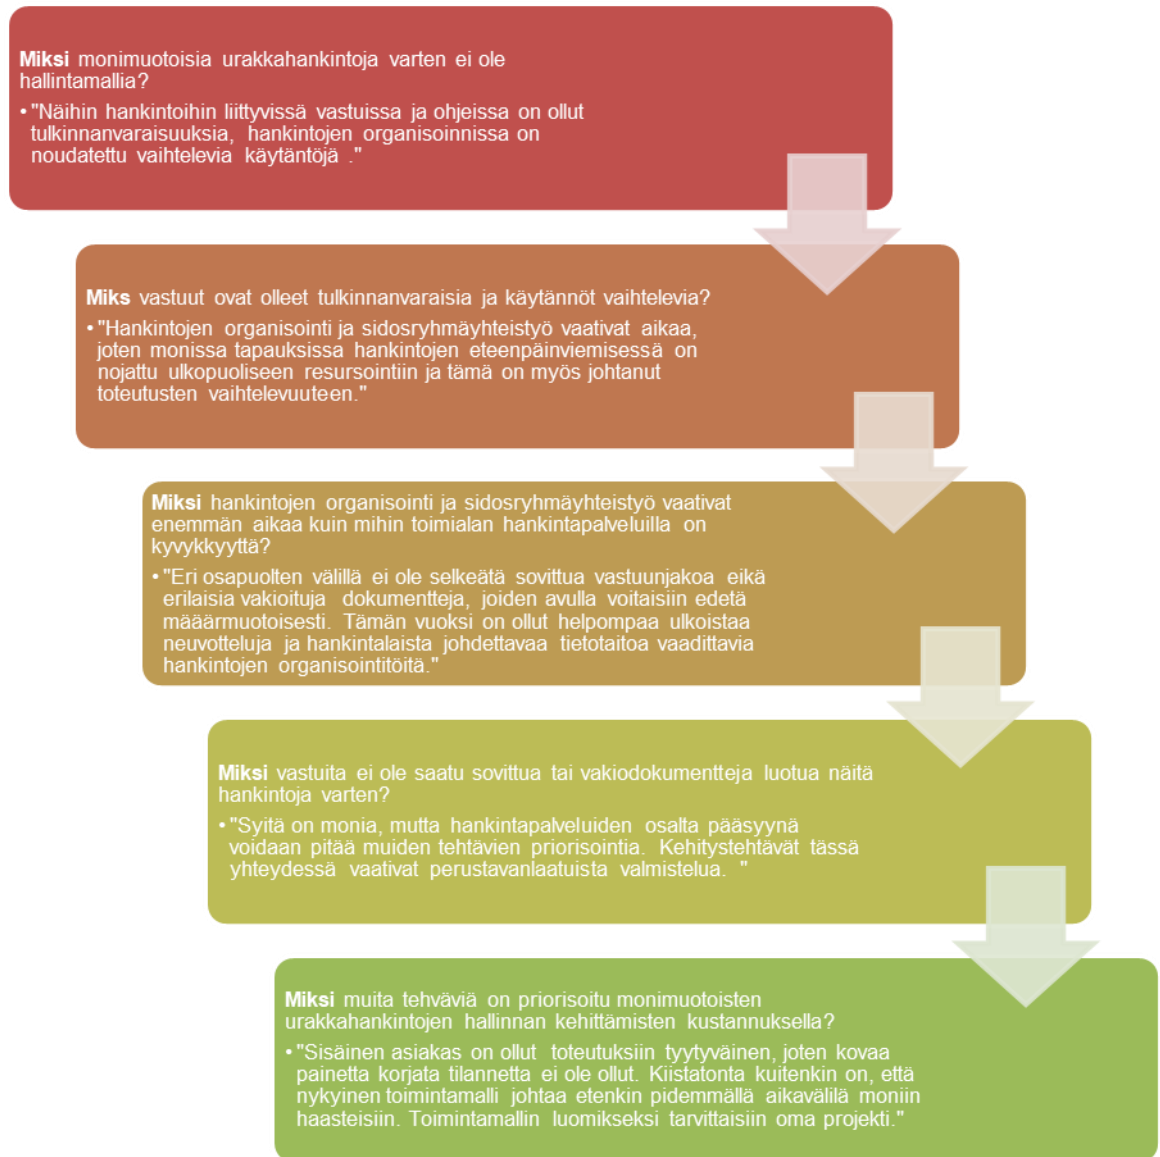 Miksi monimuotoisia urakkahankintoja varten ei ole
hallintamallia?
• "Näihin hankintoihin liittyvissä vastuissa ja ohjeissa on ollut
tulkinnanvaraisuuksia, hankintojen organisoinnissa on
noudatettu vaihtelevia käytäntöjä ."
Miks vastuut ovat olleet tulkinnanvaraisia ja käytännöt vaihtelevia?
• "Hankintojen organisointi ja sidosryhmäyhteistyö vaativat aikaa,
joten monissa tapauksissa hankintojen eteenpäinviemisessä on
nojattu ulkopuoliseen resursointiin ja tämä on myös johtanut
toteutusten vaihtelevuuteen."
Miksi hankintojen organisointi ja sidosryhmäyhteistyö vaativat
enemmän aikaa kuin mihin toimialan hankintapalveluilla on
kyvykkyyttä?
• "Eri osapuolten välillä ei ole selkeätä sovittua vastuunjakoa eikä
erilaisia vakioituja dokumentteja, joiden avulla voitaisiin edetä
määärmuotoisesti. Tämän vuoksi on ollut helpompaa ulkoistaa
neuvotteluja ja hankintalaista johdettavaa tietotaitoa vaadittavia
hankintojen organisointitöitä."
Miksi vastuita ei ole saatu sovittua tai vakiodokumentteja luotua näitä
hankintoja varten?
• "Syitä on monia, mutta hankintapalveluiden osalta pääsyynä
voidaan pitää muiden tehtävien priorisointia. Kehitystehtävät tässä
yhteydessä vaativat perustavanlaatuista valmistelua. "
Miksi muita tehväviä on priorisoitu monimuotoisten
urakkahankintojen hallinnan kehittämisten kustannuksella?
• "Sisäinen asiakas on ollut toteutuksiin tyytyväinen, joten kovaa
painetta korjata tilannetta ei ole ollut. Kiistatonta kuitenkin on, että
nykyinen toimintamalli johtaa etenkin pidemmällä aikavälilä moniin
haasteisiin. Toimintamallin luomikseksi tarvittaisiin oma projekti."